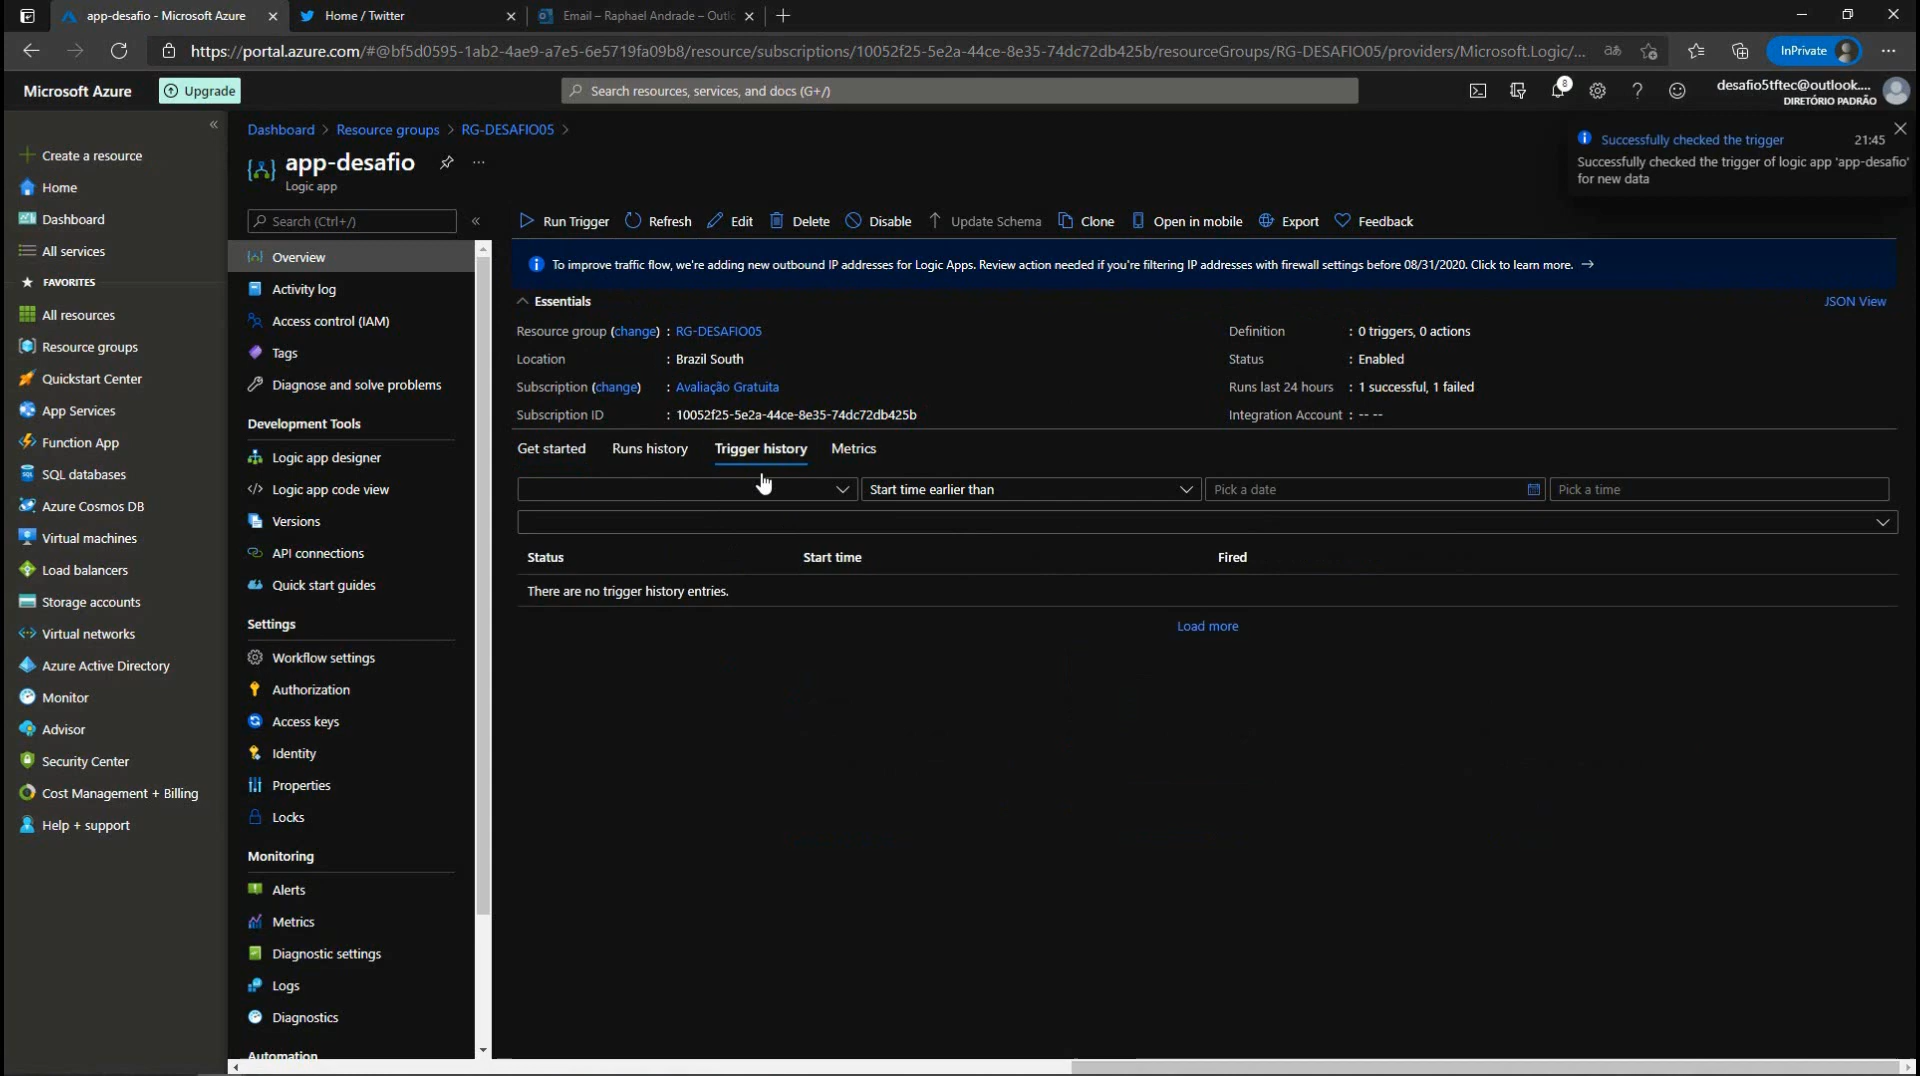 app-desafio - Microsoft Azure
Home / Twitter
Email – Raphael Andrade – Outl
https://portal.azure.com/#@bf5d0595-1ab2-4ae9-a7e5-6e5719fa09b8/resource/subscriptions/10052f25-5e2a-44ce-8e35-74dc72db425b/resourceGroups/RG-DESAFIO05/providers/Microsoft.Logic/...
InPrivate
Microsoft Azure
Upgrade
Search resources, services, and docs (G+/)
8
desafio5tftec@outlook....
DIRETÓRIO PADRÃO
Create a resource
Home
Dashboard
All services
FAVORITES
All resources
Resource groups
Quickstart Center
App Services
Function App
SQL databases
Azure Cosmos DB
Virtual machines
Load balancers
Storage accounts
Virtual networks
Azure Active Directory
Monitor
Advisor
Security Center
Cost Management + Billing
Help + support
Dashboard > Resource groups > RG-DESAFIO05 >
app-desafio
Logic app
Search (Ctrl+/)
Overview
Activity log
Access control (IAM)
Tags
Diagnose and solve problems
Development Tools
Logic app designer
Logic app code view
Versions
API connections
Quick start guides
Settings
Workflow settings
Authorization
Access keys
Identity
Properties
Locks
Monitoring
Alerts
Metrics
Diagnostic settings
Logs
Diagnostics
Automation
Successfully checked the trigger 21:45
Successfully checked the trigger of logic app 'app-desafio'
for new data
Run Trigger Refresh Edit Delete Disable Update Schema Clone Open in mobile Export Feedback
To improve traffic flow, we're adding new outbound IP addresses for Logic Apps. Review action needed if you're filtering IP addresses with firewall settings before 08/31/2020. Click to learn more. →
Essentials
JSON View
Resource group (change) : RG-DESAFIO05
Location : Brazil South
Subscription (change) : Avaliação Gratuita
Subscription ID : 10052f25-5e2a-44ce-8e35-74dc72db425b
Definition : 0 triggers, 0 actions
Status : Enabled
Runs last 24 hours : 1 successful, 1 failed
Integration Account : -- --
Get started Runs history Trigger history Metrics
Start time earlier than Pick a date Pick a time
Status Start time Fired
There are no trigger history entries.
Load more